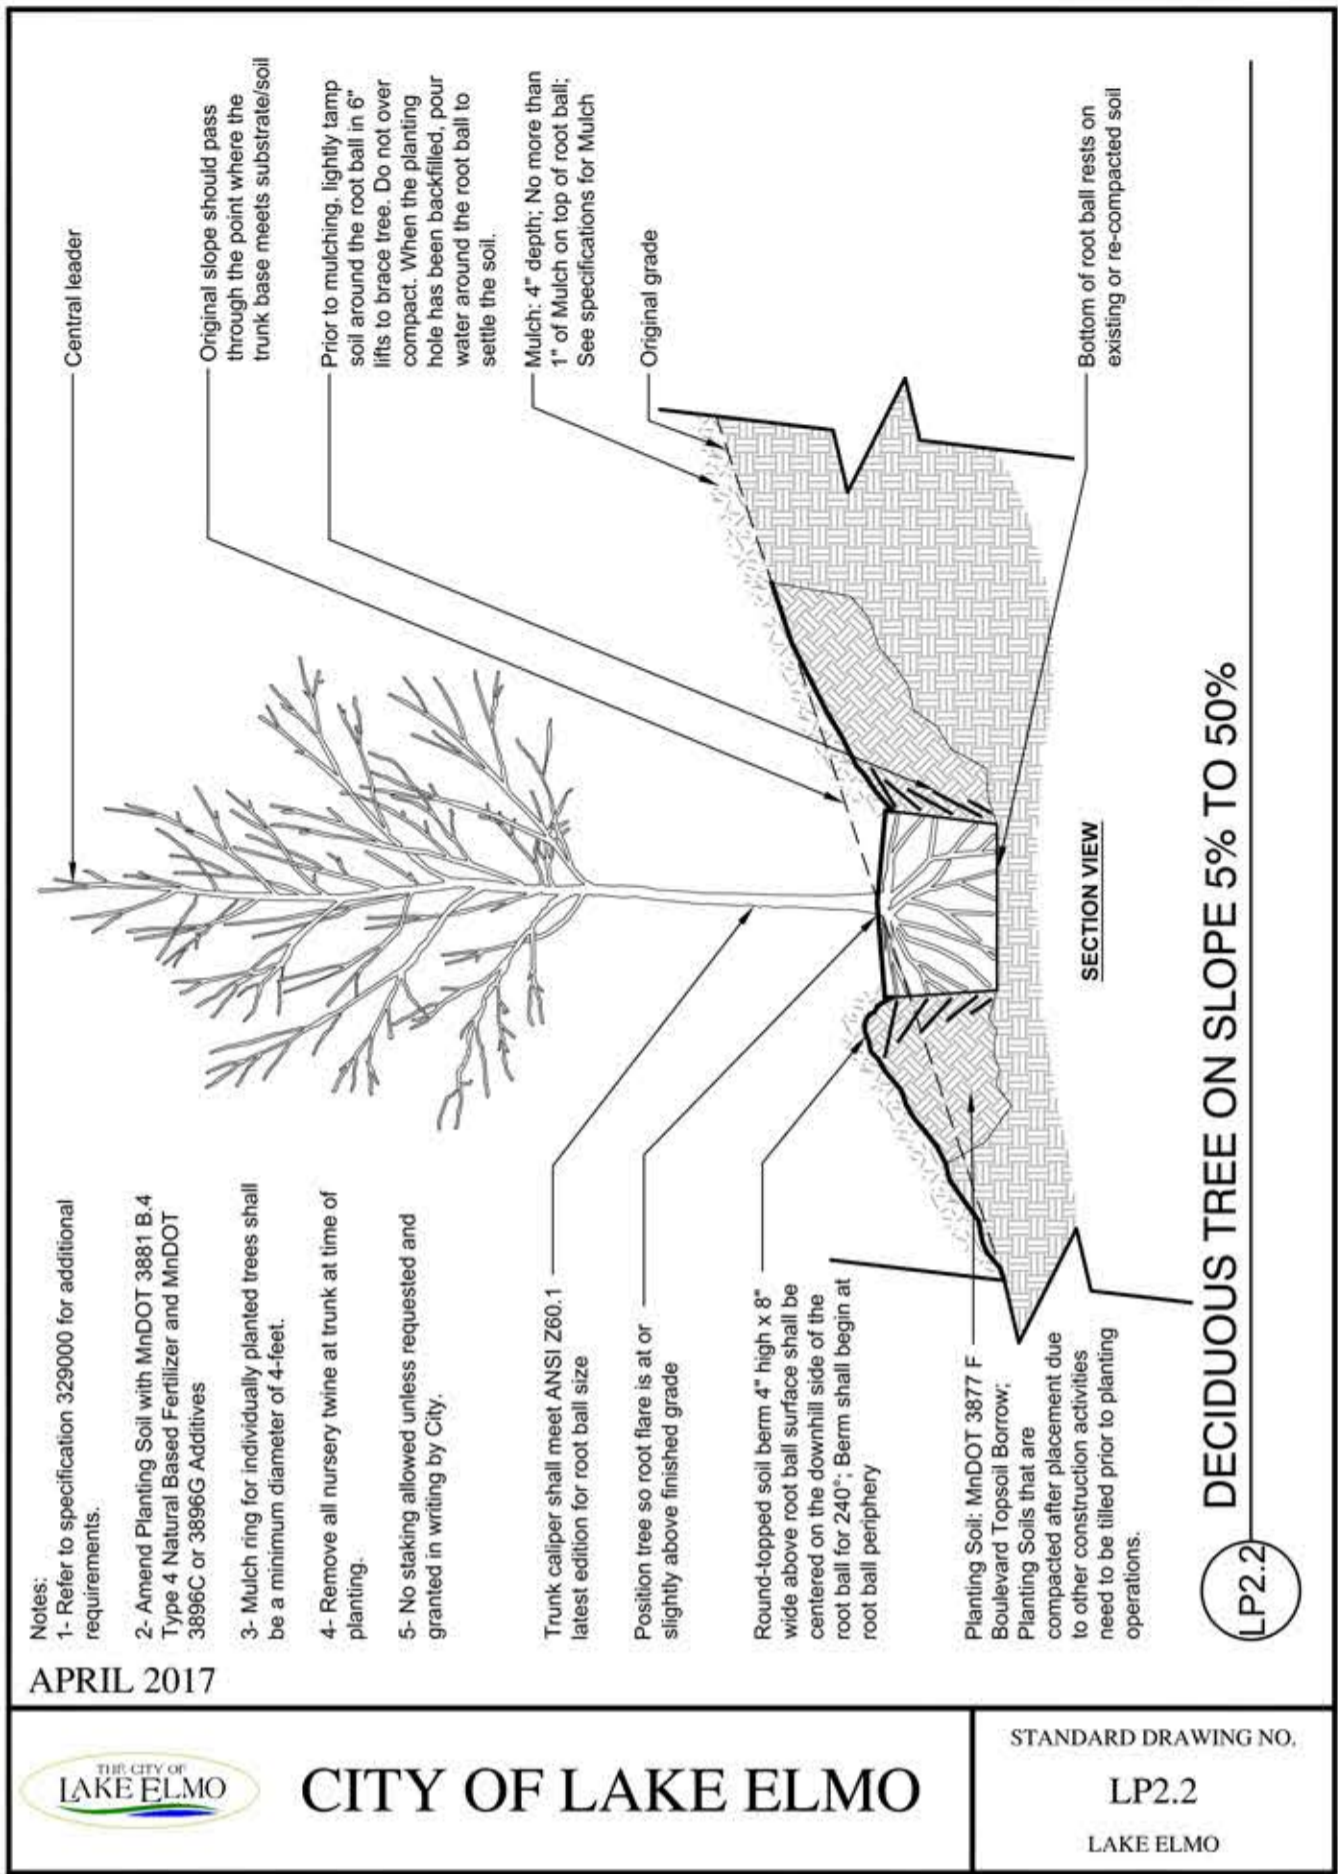 Notes:
1- Refer to specification 329000 for additional
requirements.
2- Amend Planting Soil with MnDOT 3881 B.4
Type 4 Natural Based Fertilizer and MnDOT
3896C or 3896G Additives
3- Mulch ring for individually planted trees shall
be a minimum diameter of 4-feet.
4- Remove all nursery twine at trunk at time of
planting.
5- No staking allowed unless requested and
granted in writing by City.
Trunk caliper shall meet ANSI Z60.1
latest edition for root ball size
Position tree so root flare is at or
slightly above finished grade
Round-topped soil berm 4" high x 8"
wide above root ball surface shall be
centered on the downhill side of the
root ball for 240°; Berm shall begin at
root ball periphery
Planting Soil: MnDOT 3877 F
Boulevard Topsoil Borrow;
Planting Soils that are
compacted after placement due
to other construction activities
need to be tilled prior to planting
operations.
Central leader
Original slope should pass
through the point where the
trunk base meets substrate/soil
Prior to mulching, lightly tamp
soil around the root ball in 6"
lifts to brace tree. Do not over
compact. When the planting
hole has been backfilled, pour
water around the root ball to
settle the soil.
Mulch: 4" depth; No more than
1" of Mulch on top of root ball;
See specifications for Mulch
Original grade
Bottom of root ball rests on
existing or re-compacted soil
SECTION VIEW
LP2.2
DECIDUOUS TREE ON SLOPE 5% TO 50%
APRIL 2017
THE CITY OF
LAKE ELMO
CITY OF LAKE ELMO
STANDARD DRAWING NO.
LP2.2
LAKE ELMO